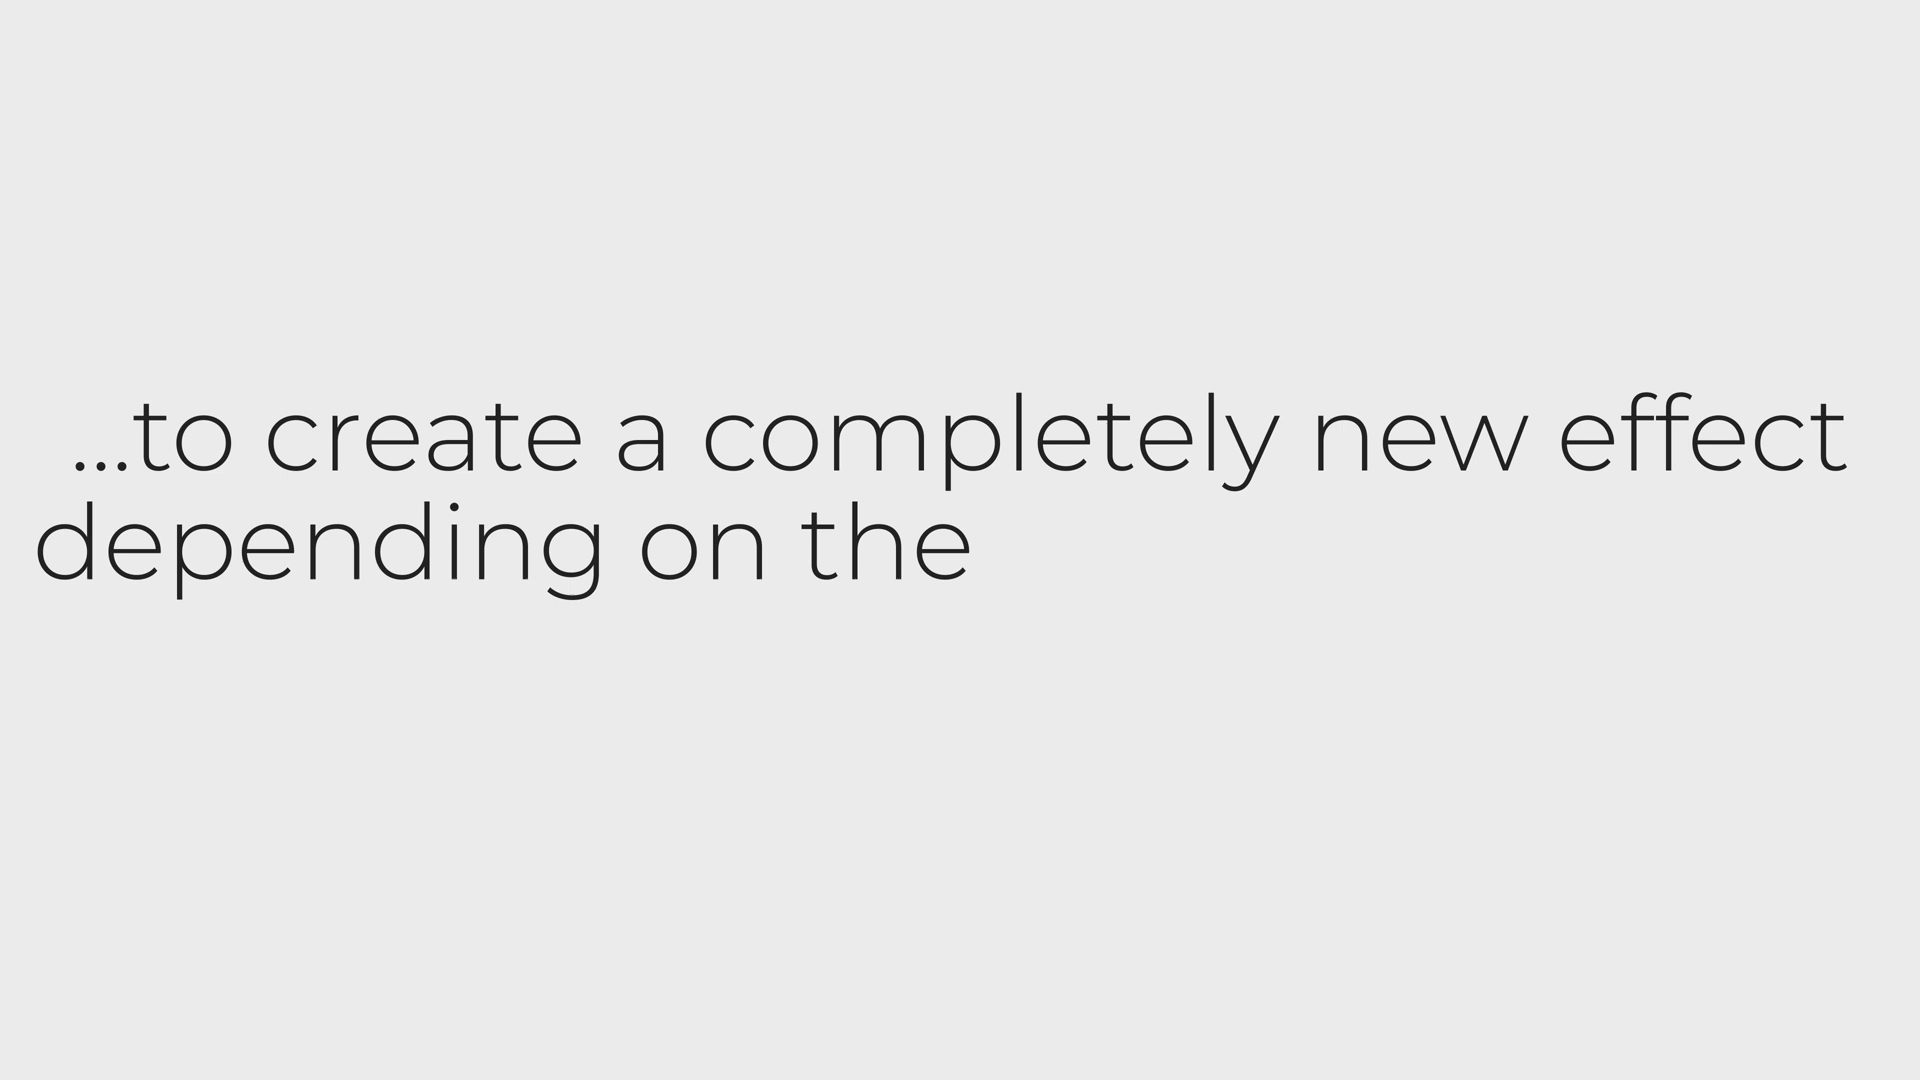 ...to create a completely new effect
depending on the